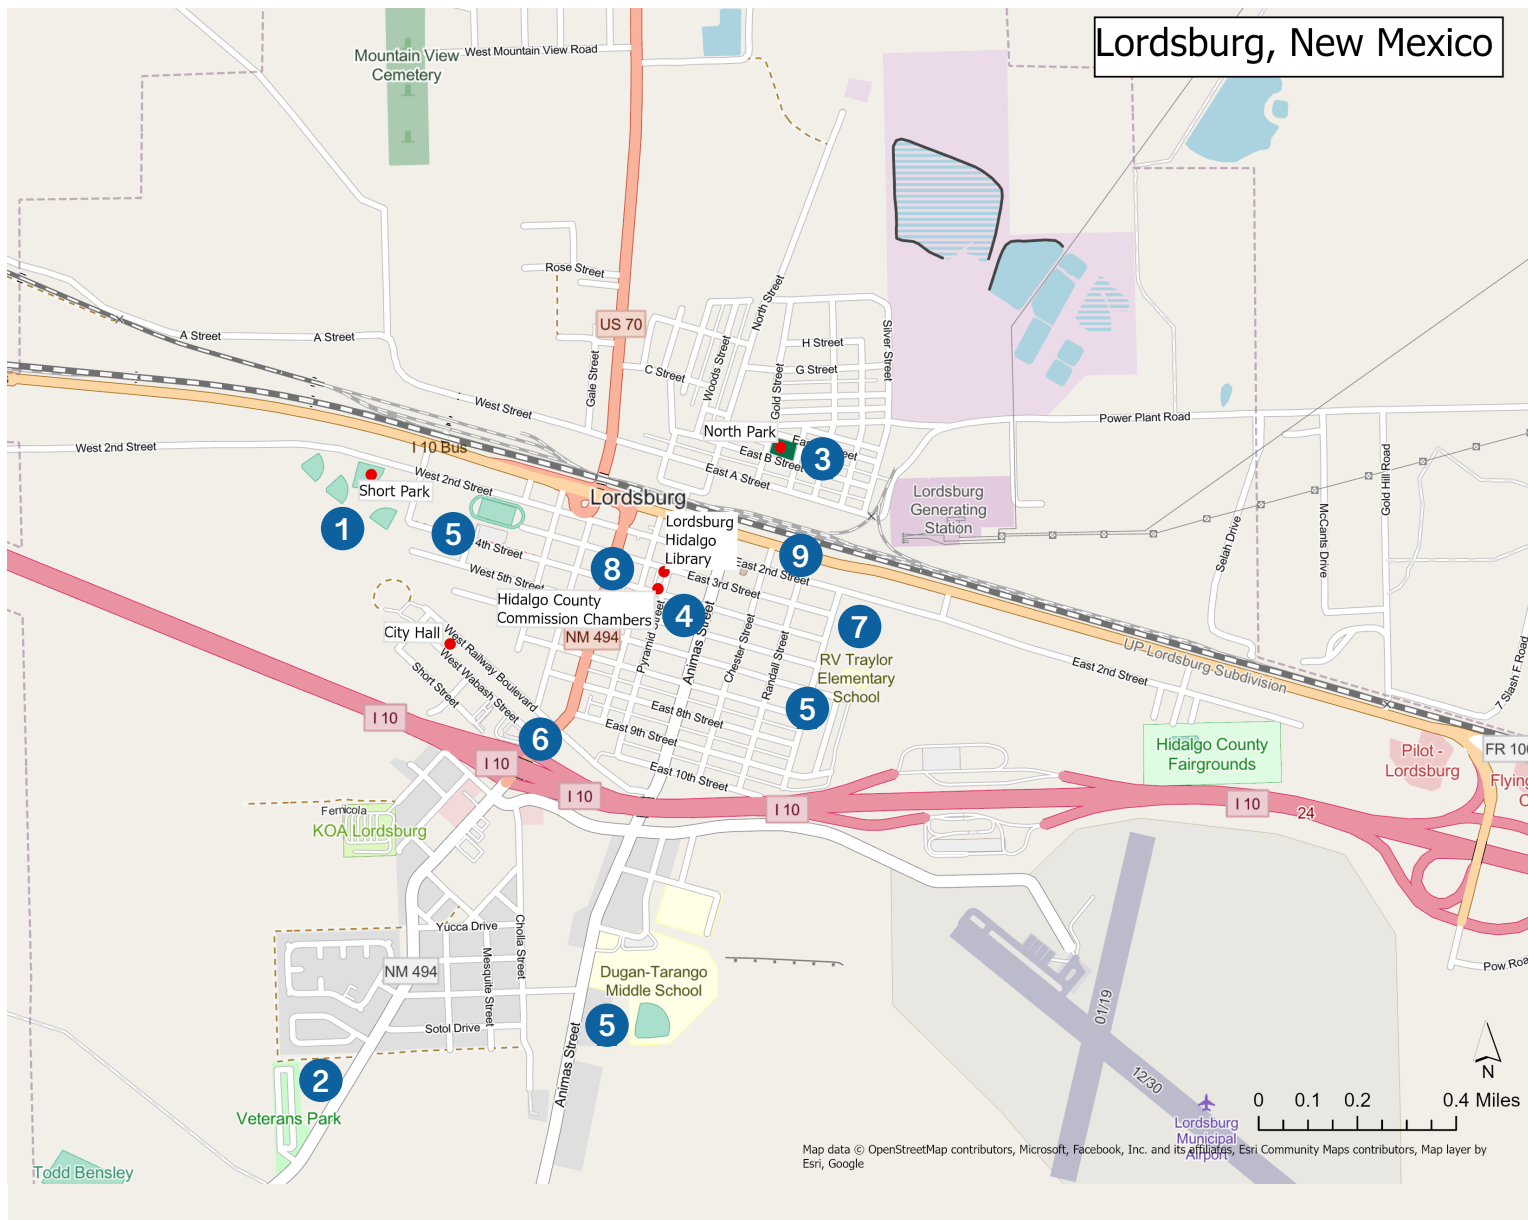 Lordsburg, New Mexico
Mountain View
Cemetery
West Mountain View Road
Rose Street
US 70
North Street
A Street
A Street
Gale Street
C Street
Woods Street
H Street
G Street
Gold Street
Silver Street
West Street
Power Plant Road
West 2nd Street
I 10 Bus
North Park
East B Street
East A Street
3
Short Park
West 2nd Street
Lordsburg
Lordsburg
Generating
Station
Gold Hill Road
McCants Drive
Selah Drive
1
5
4th Street
West 5th Street
Lordsburg
Hidalgo
Library
8
9
East 2nd Street
East 3rd Street
Hidalgo County
Commission Chambers
4
7
NM 494
City Hall
West Railway Boulevard
West Wabash Street
Short Street
Pyramid Street
Animas Street
Chester Street
Randall Street
RV Traylor
Elementary
School
5
East 2nd Street
UP Lordsburg Subdivision
7 Slash F Road
East 8th Street
East 9th Street
East 10th Street
6
I 10
I 10
I 10
I 10
I 10
24
Hidalgo County
Fairgrounds
Pilot -
Lordsburg
FR 100
Flying
Fernicola
KOA Lordsburg
Yucca Drive
Cholla Street
Mesquite Street
NM 494
Sotol Drive
Dugan-Tarango
Middle School
5
Animas Street
2
Veterans Park
Todd Bensley
01/19
12/30
Pow Road
Lordsburg
Municipal
Airport
N
0 0.1 0.2 0.4 Miles
Map data © OpenStreetMap contributors, Microsoft, Facebook, Inc. and its affiliates, Esri Community Maps contributors, Map layer by
Esri, Google